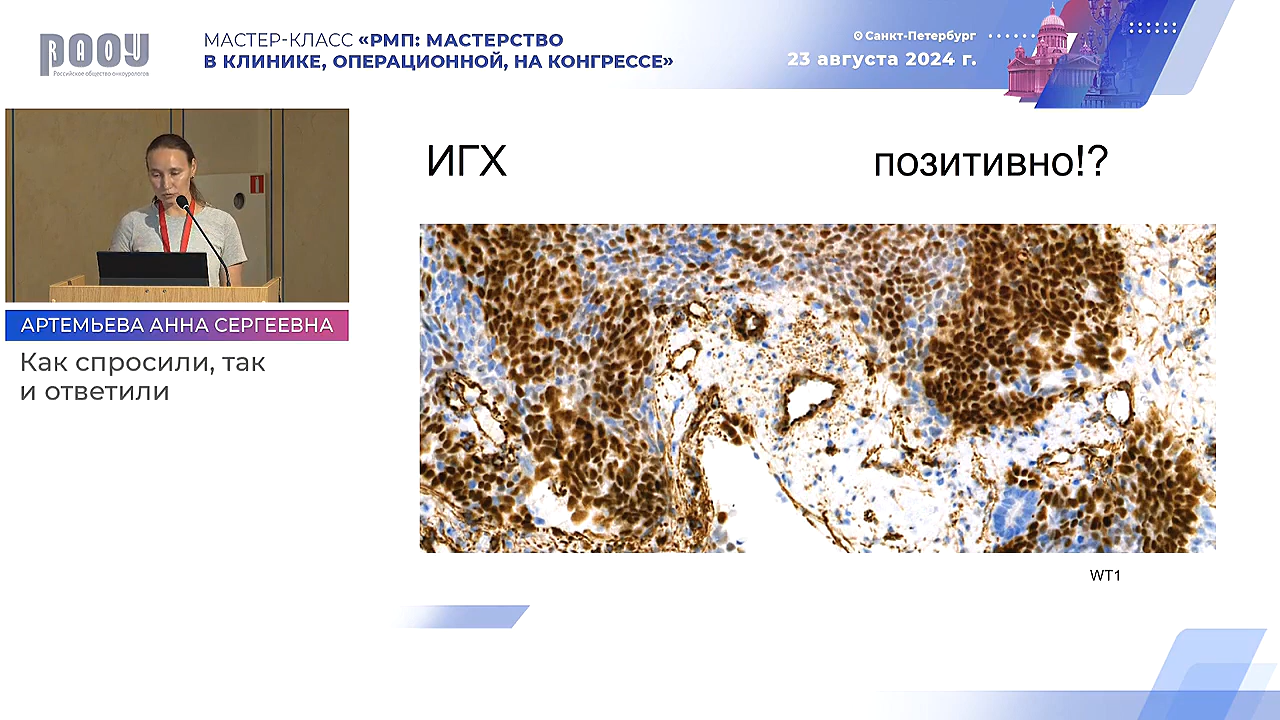 РАОУ
Российское общество онкоурологов
МАСТЕР-КЛАСС «РМП: МАСТЕРСТВО
В КЛИНИКЕ, ОПЕРАЦИОННОЙ, НА КОНГРЕССЕ»
Санкт-Петербург
23 августа 2024 г.
ИГХ
позитивно!?
АРТЕМЬЕВА АННА СЕРГЕЕВНА
Как спросили, так
и ответили
WT1